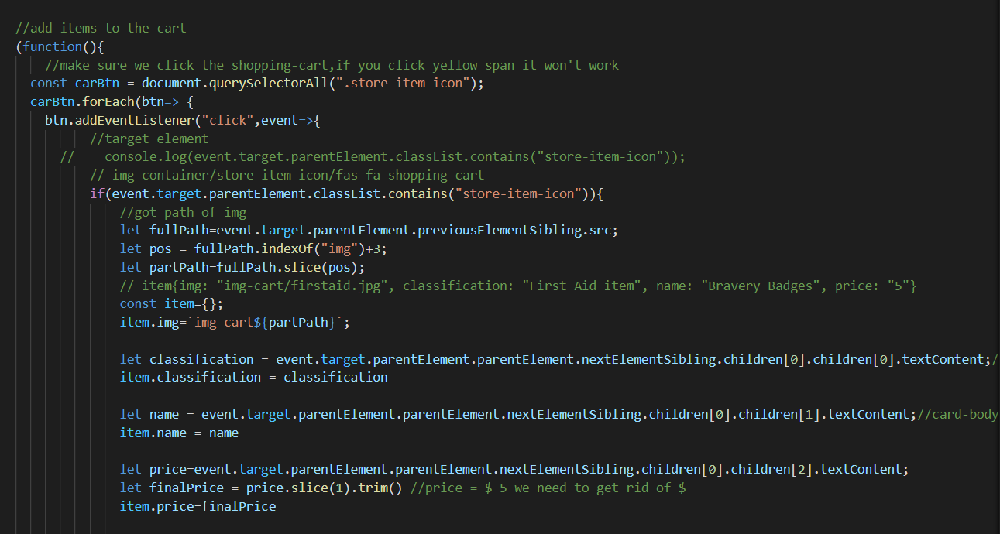 //add items to the cart
(function(){
//make sure we click the shopping-cart,if you click yellow span it won't work
const carBtn = document.querySelectorAll(".store-item-icon");
carBtn.forEach(btn=> {
btn.addEventListener("click",event=>{
//target element
// console.log(event.target.parentElement.classList.contains("store-item-icon"));
// img-container/store-item-icon/fas fa-shopping-cart
if(event.target.parentElement.classList.contains("store-item-icon")){
//got path of img
let fullPath=event.target.parentElement.previousElementSibling.src;
let pos = fullPath.indexOf("img")+3;
let partPath=fullPath.slice(pos);
// item{img: "img-cart/firstaid.jpg", classification: "First Aid item", name: "Bravery Badges", price: "5"}
const item={};
item.img=`img-cart${partPath}`;
let classification = event.target.parentElement.parentElement.nextElementSibling.children[0].children[0].textContent;/
item.classification = classification
let name = event.target.parentElement.parentElement.nextElementSibling.children[0].children[1].textContent;//card-body
item.name = name
let price=event.target.parentElement.parentElement.nextElementSibling.children[0].children[2].textContent;
let finalPrice = price.slice(1).trim() //price = $ 5 we need to get rid of $
item.price=finalPrice